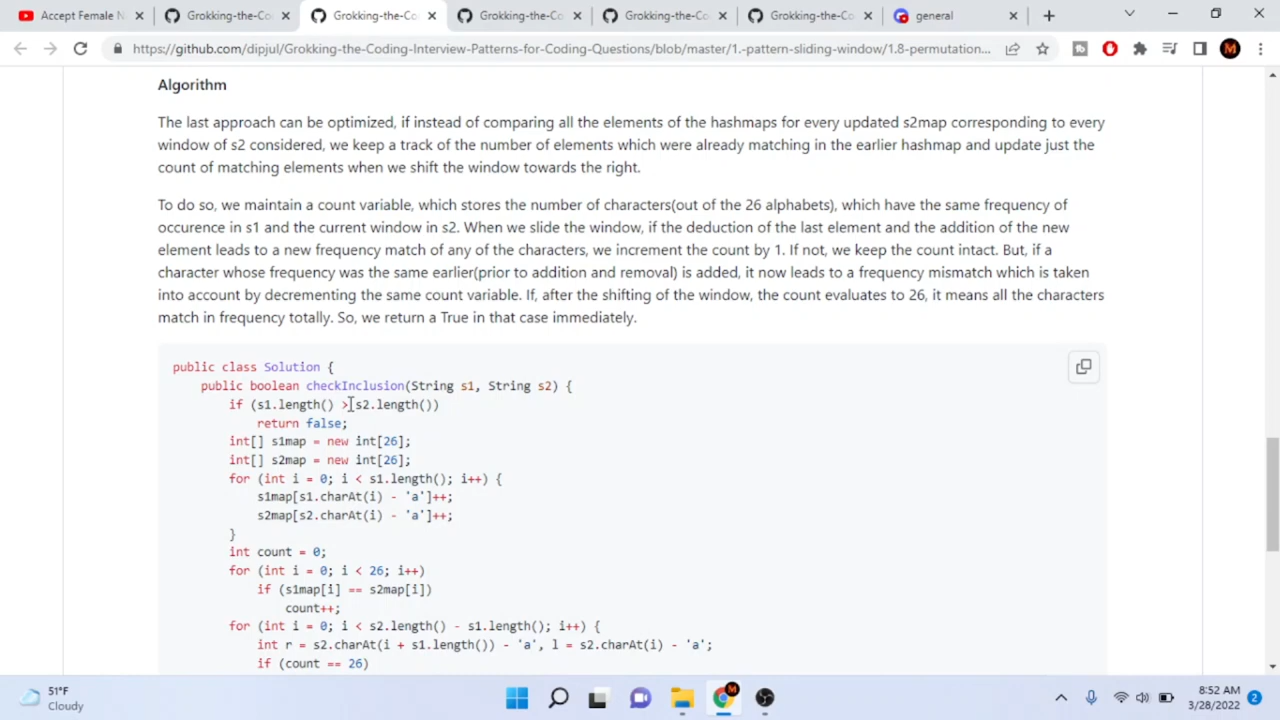 Accept Female N
Grokking-the-Co
Grokking-the-Co
Grokking-the-Co
Grokking-the-Co
Grokking-the-Co
general
https://github.com/dipjul/Grokking-the-Coding-Interview-Patterns-for-Coding-Questions/blob/master/1.-pattern-sliding-window/1.8-permutation...
M
Algorithm
The last approach can be optimized, if instead of comparing all the elements of the hashmaps for every updated s2map corresponding to every
window of s2 considered, we keep a track of the number of elements which were already matching in the earlier hashmap and update just the
count of matching elements when we shift the window towards the right.
To do so, we maintain a count variable, which stores the number of characters(out of the 26 alphabets), which have the same frequency of
occurence in s1 and the current window in s2. When we slide the window, if the deduction of the last element and the addition of the new
element leads to a new frequency match of any of the characters, we increment the count by 1. If not, we keep the count intact. But, if a
character whose frequency was the same earlier(prior to addition and removal) is added, it now leads to a frequency mismatch which is taken
into account by decrementing the same count variable. If, after the shifting of the window, the count evaluates to 26, it means all the characters
match in frequency totally. So, we return a True in that case immediately.
public class Solution {
public boolean checkInclusion(String s1, String s2) {
if (s1.length() > s2.length())
return false;
int[] s1map = new int[26];
int[] s2map = new int[26];
for (int i = 0; i < s1.length(); i++) {
s1map[s1.charAt(i) - 'a']++;
s2map[s2.charAt(i) - 'a']++;
}
int count = 0;
for (int i = 0; i < 26; i++)
if (s1map[i] == s2map[i])
count++;
for (int i = 0; i < s2.length() - s1.length(); i++) {
int r = s2.charAt(i + s1.length()) - 'a', l = s2.charAt(i) - 'a';
if (count == 26)
51°F
Cloudy
M
8:52 AM
3/28/2022
2